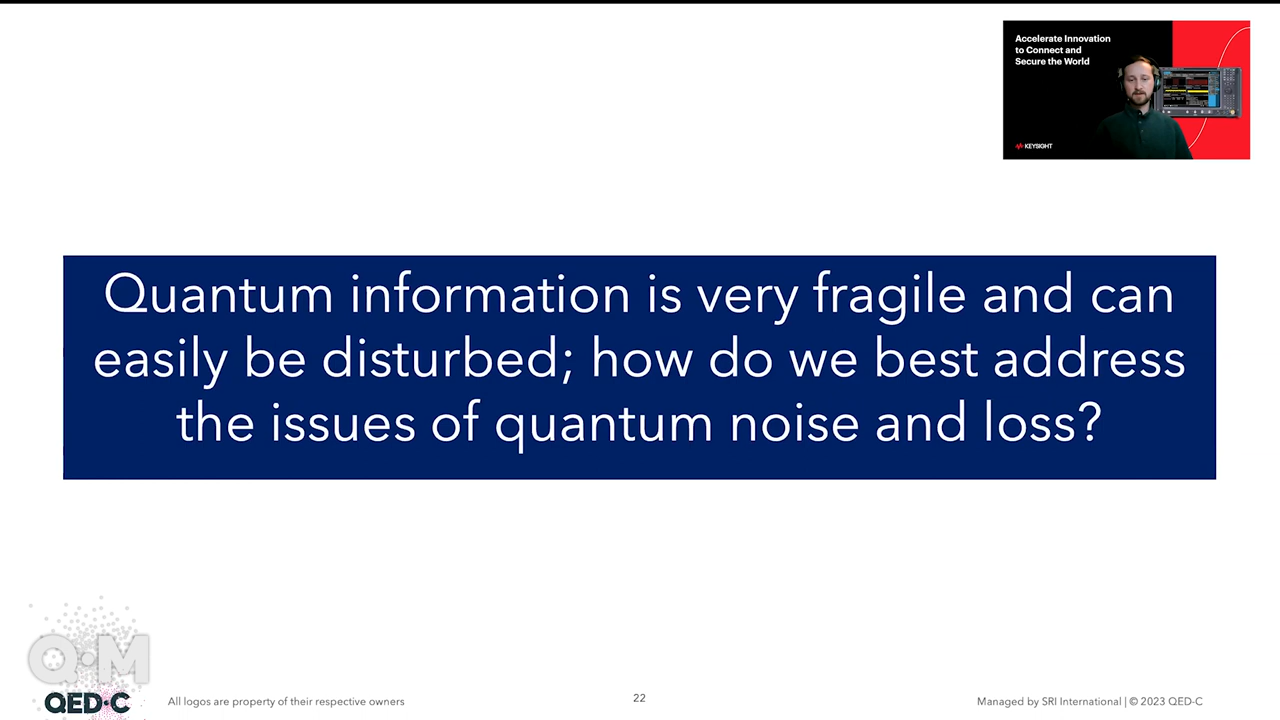 Accelerate Innovation
to Connect and
Secure the World
KEYSIGHT
Quantum information is very fragile and can
easily be disturbed; how do we best address
the issues of quantum noise and loss?
Q•M
QED•C
All logos are property of their respective owners
22
Managed by SRI International | © 2023 QED-C